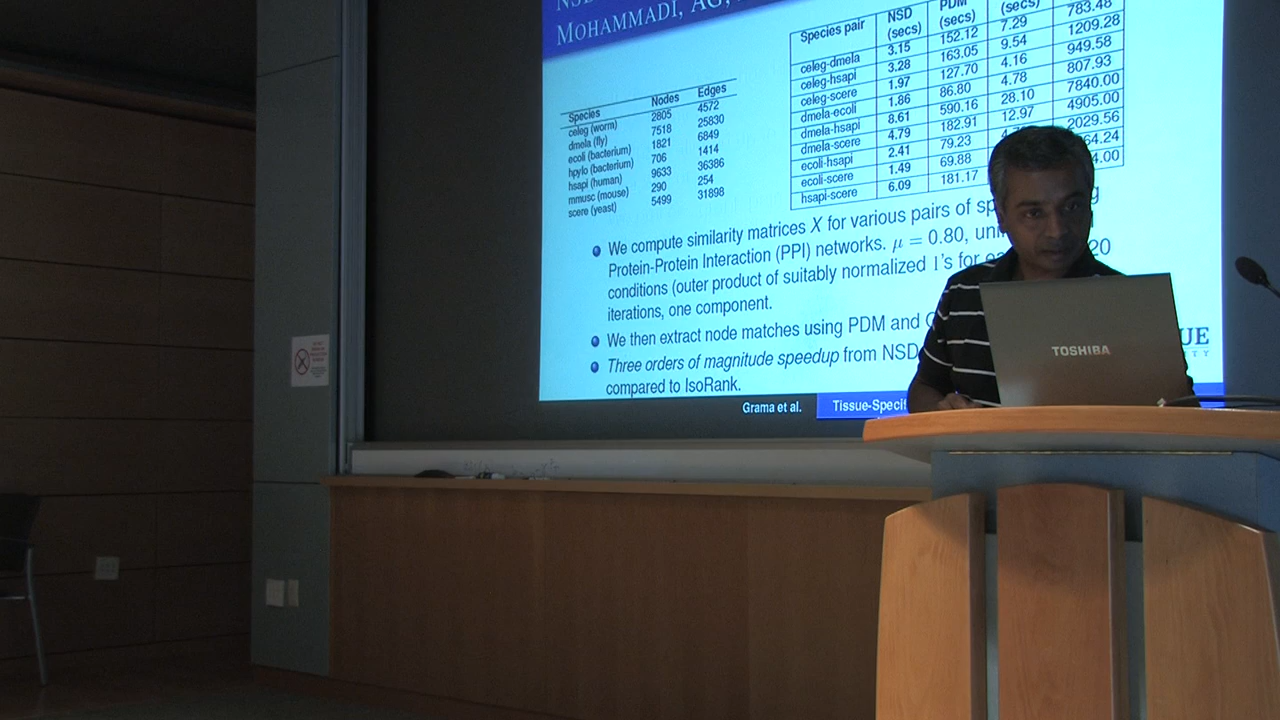 NSD
MOHAMMADI, AG,
Species Nodes Edges
celeg (worm) 2805 4572
dmela (fly) 7518 25830
ecoli (bacterium) 1821 6849
hpylo (bacterium) 706 1414
hsapi (human) 9633 36386
mmusc (mouse) 290 254
scere (yeast) 5499 31898
Species pair NSD (secs) PDM (secs) (secs)
celeg-dmela 3.15 152.12 7.29 783.48
celeg-hsapi 3.28 163.05 9.54 1209.28
celeg-scere 1.97 127.70 4.16 949.58
dmela-ecoli 1.86 86.80 4.78 807.93
dmela-hsapi 8.61 590.16 28.10 7840.00
dmela-scere 4.79 182.91 12.97 4905.00
ecoli-hsapi 2.41 79.23 2029.56
ecoli-scere 1.49 69.88 64.24
hsapi-scere 6.09 181.17 4.00
We compute similarity matrices X for various pairs of
Protein-Protein Interaction (PPI) networks. μ = 0.80,
conditions (outer product of suitably normalized 1's for 20
iterations, one component.
We then extract node matches using PDM and
Three orders of magnitude speedup from NSD
compared to IsoRank.
Grama et al. Tissue-Specif
UE
TOSHIBA